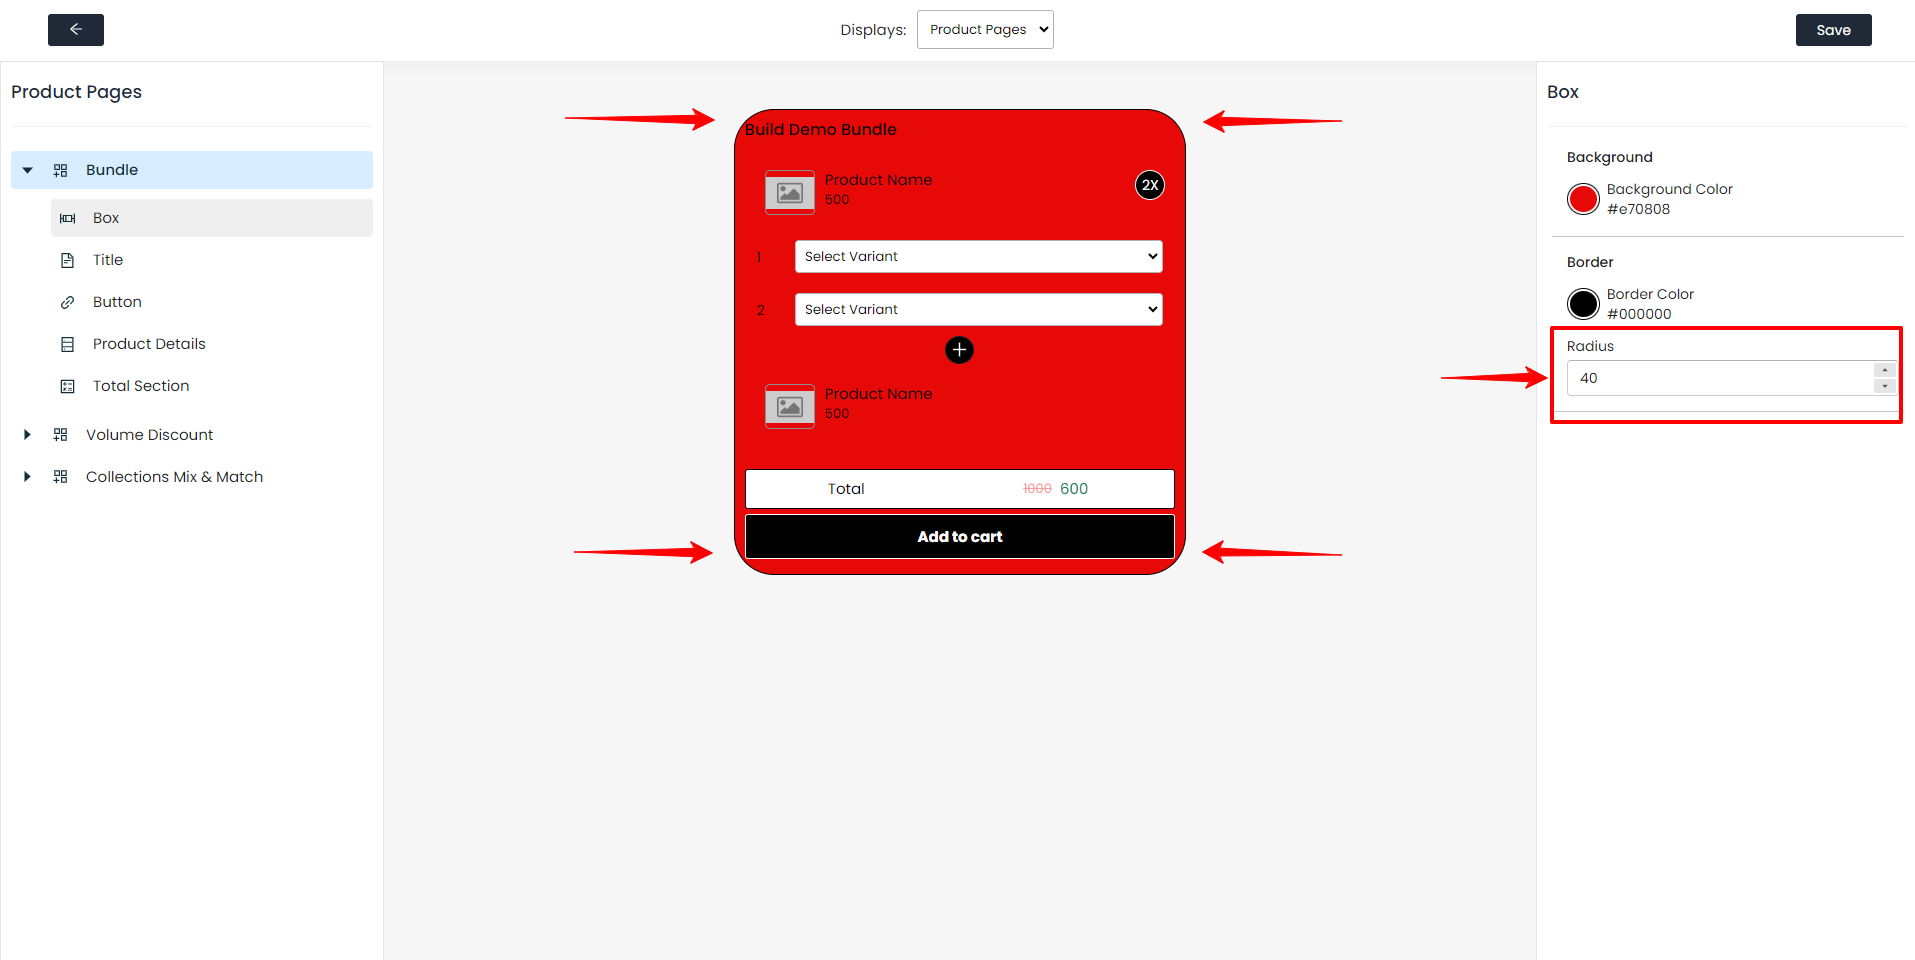 Displays:
Product Pages
Save
Product Pages
Bundle
Box
Title
Button
Product Details
Total Section
Volume Discount
Collections Mix & Match
Build Demo Bundle
Product Name
500
2X
1
Select Variant
2
Select Variant
Product Name
500
Total
1000 600
Add to cart
Box
Background
Background Color
#e70808
Border
Border Color
#000000
Radius
40